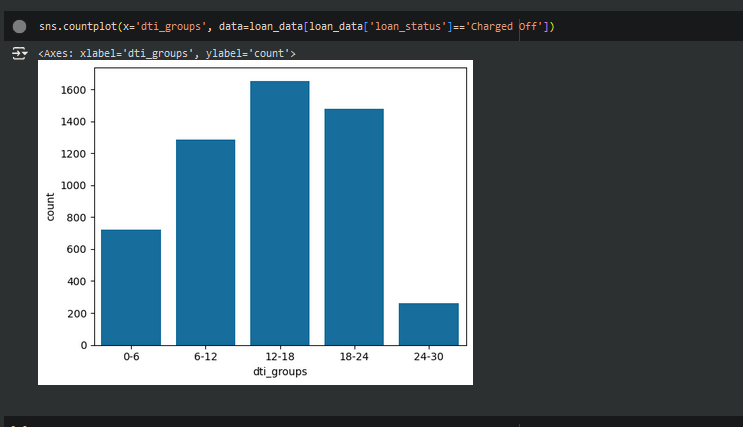 sns.countplot(x='dti_groups', data=loan_data[loan_data['loan_status']=='Charged Off'])
<Axes: xlabel='dti_groups', ylabel='count'>
1600
1400
1200
1000
800
600
400
200
0
count
0-6 6-12 12-18 18-24 24-30
dti_groups